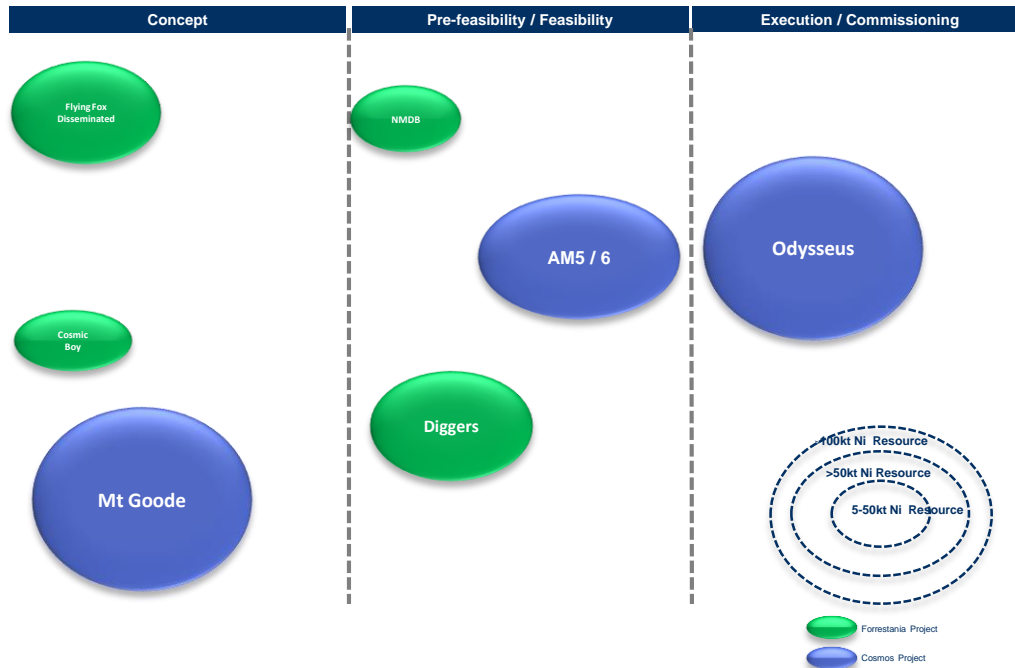 Concept
Pre-feasibility / Feasibility
Execution / Commissioning
Flying Fox
Disseminated
NMDB
AM5 / 6
Odysseus
Cosmic
Boy
Diggers
Mt Goode
100kt Ni Resource
>50kt Ni Resource
5-50kt Ni Resource
Forrestania Project
Cosmos Project